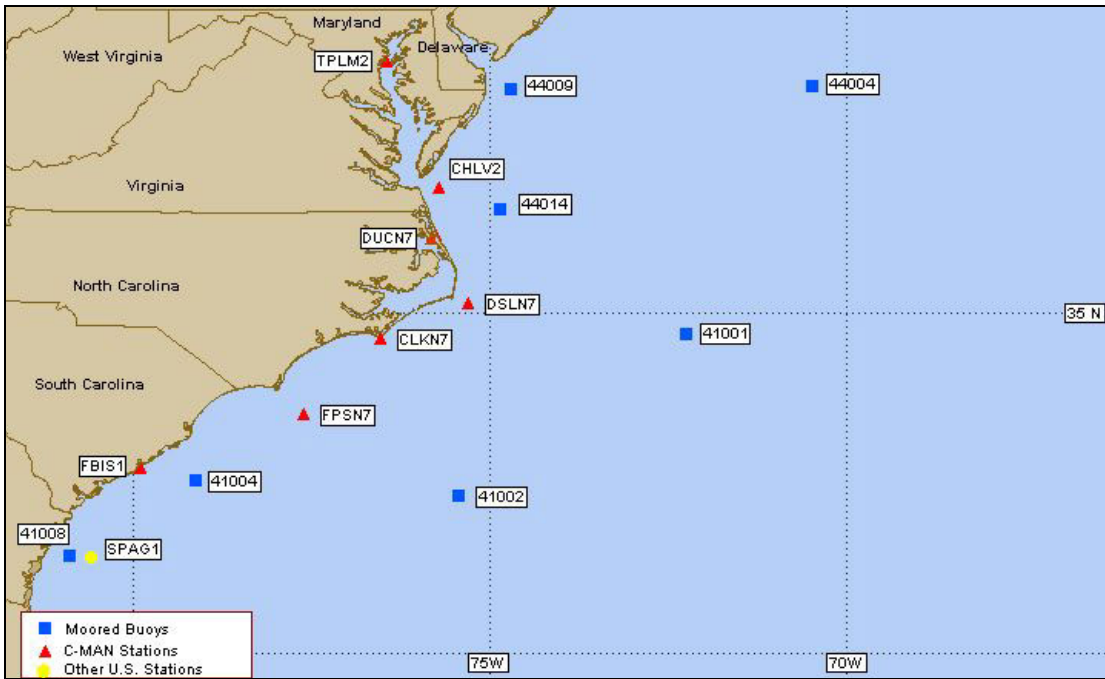 Maryland
West Virginia
Delaware
TPLM2
44009
44004
CHLV2
Virginia
44014
DUCN7
North Carolina
DSLN7
35 N
41001
CLKN7
South Carolina
FPSN7
FBIS1
41004
41002
41008
SPAG1
Moored Buoys
C-MAN Stations
Other U.S. Stations
75W
70W